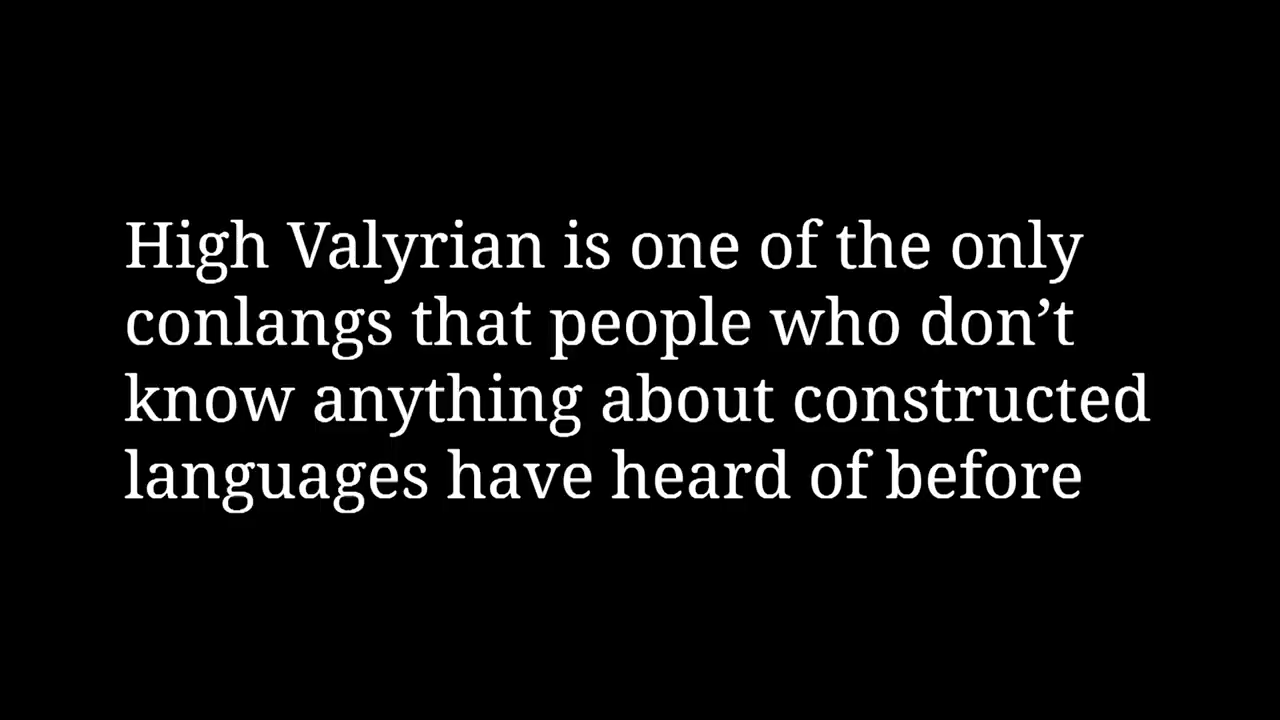 High Valyrian is one of the only
conlangs that people who don’t
know anything about constructed
languages have heard of before